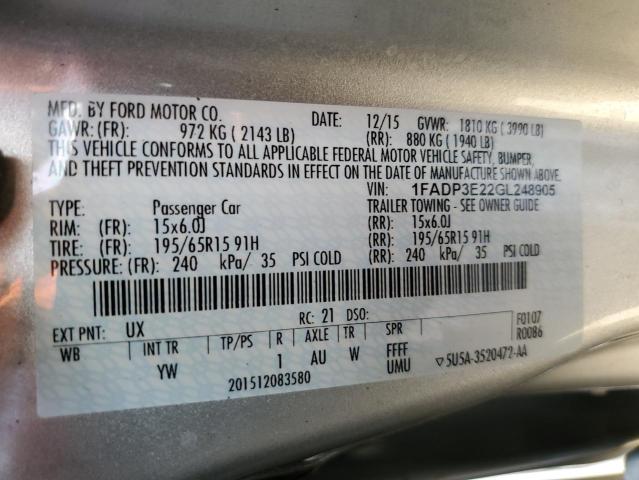 MFD. BY FORD MOTOR CO. DATE: 12/15 GVWR: 1810 KG ( 3990 LB)
GAWR: (FR): 972 KG ( 2143 LB) (RR): 880 KG ( 1940 LB)
THIS VEHICLE CONFORMS TO ALL APPLICABLE FEDERAL MOTOR VEHICLE SAFETY, BUMPER,
AND THEFT PREVENTION STANDARDS IN EFFECT ON THE DATE OF MANUFACTURE SHOWN ABOVE.
VIN: 1FADP3E22GL248905
TYPE: Passenger Car TRAILER TOWING - SEE OWNER GUIDE
RIM: (FR): 15x6.0J (RR): 15x6.0J
TIRE: (FR): 195/65R15 91H (RR): 195/65R15 91H
PRESSURE: (FR): 240 kPa/ 35 PSI COLD (RR): 240 kPa/ 35 PSI COLD
RC: 21 DSO: F0107
EXT PNT: UX R0086
WB INT TR TP/PS R AXLE TR SPR
YW 1 AU W FFFF
UMU
▽5U5A-3520472-AA
201512083580